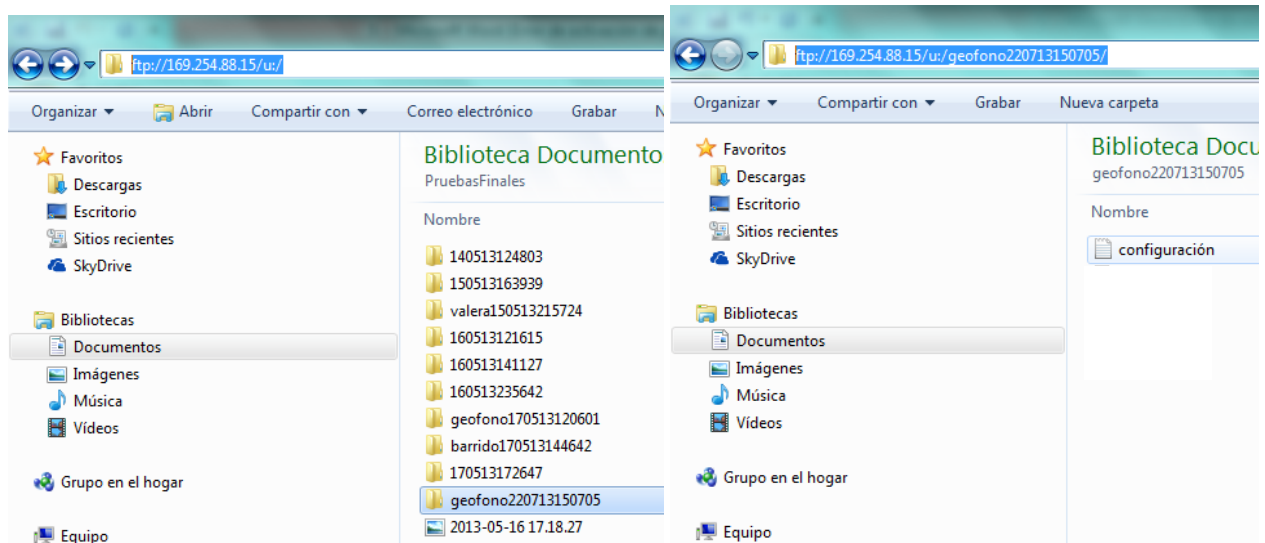 ftp://169.254.88.15/u:/
Organizar Abrir Compartir con Correo electrónico Grabar N
Favoritos
Descargas
Escritorio
Sitios recientes
SkyDrive
Bibliotecas
Documentos
Imágenes
Música
Vídeos
Grupo en el hogar
Equipo
Biblioteca Documento
PruebasFinales
Nombre
140513124803
150513163939
valera150513215724
160513121615
160513141127
160513235642
geofono170513120601
barrido170513144642
170513172647
geofono220713150705
2013-05-16 17.18.27
ftp://169.254.88.15/u:/geofono220713150705/
Organizar Compartir con Grabar Nueva carpeta
Favoritos
Descargas
Escritorio
Sitios recientes
SkyDrive
Bibliotecas
Documentos
Imágenes
Música
Vídeos
Grupo en el hogar
Equipo
Biblioteca Docu
geofono220713150705
Nombre
configuración